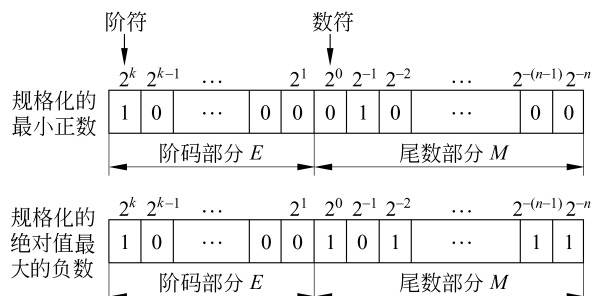 阶符 数符
2^k 2^{k-1} … 2^1 2^0 2^{-1} 2^{-2} … 2^{-(n-1)} 2^{-n}
规格化的
最小正数
1 0 … 0 0 0 1 0 … 0 0
阶码部分 E 尾数部分 M
2^k 2^{k-1} … 2^1 2^0 2^{-1} 2^{-2} … 2^{-(n-1)} 2^{-n}
规格化的
绝对值最
大的负数
1 0 … 0 0 1 0 1 … 1 1
阶码部分 E 尾数部分 M